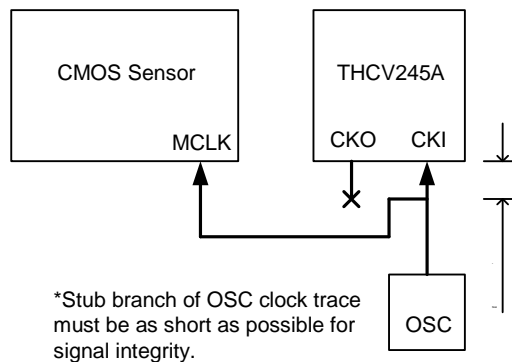 CMOS Sensor
THCV245A
MCLK
CKO
CKI
*Stub branch of OSC clock trace
must be as short as possible for
signal integrity.
OSC